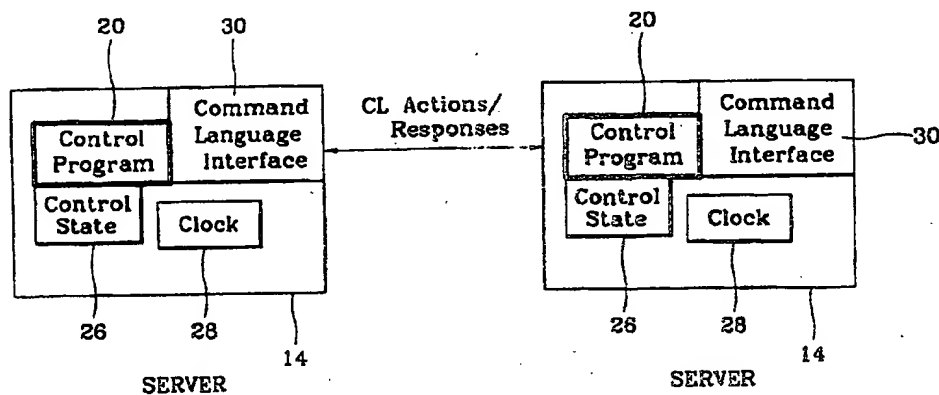 20
30
Control
Program
Command
Language
Interface
Control
State
Clock
26
28
14
SERVER
CL Actions/
Responses
20
Control
Program
Command
Language
Interface
30
Control
State
Clock
26
28
14
SERVER